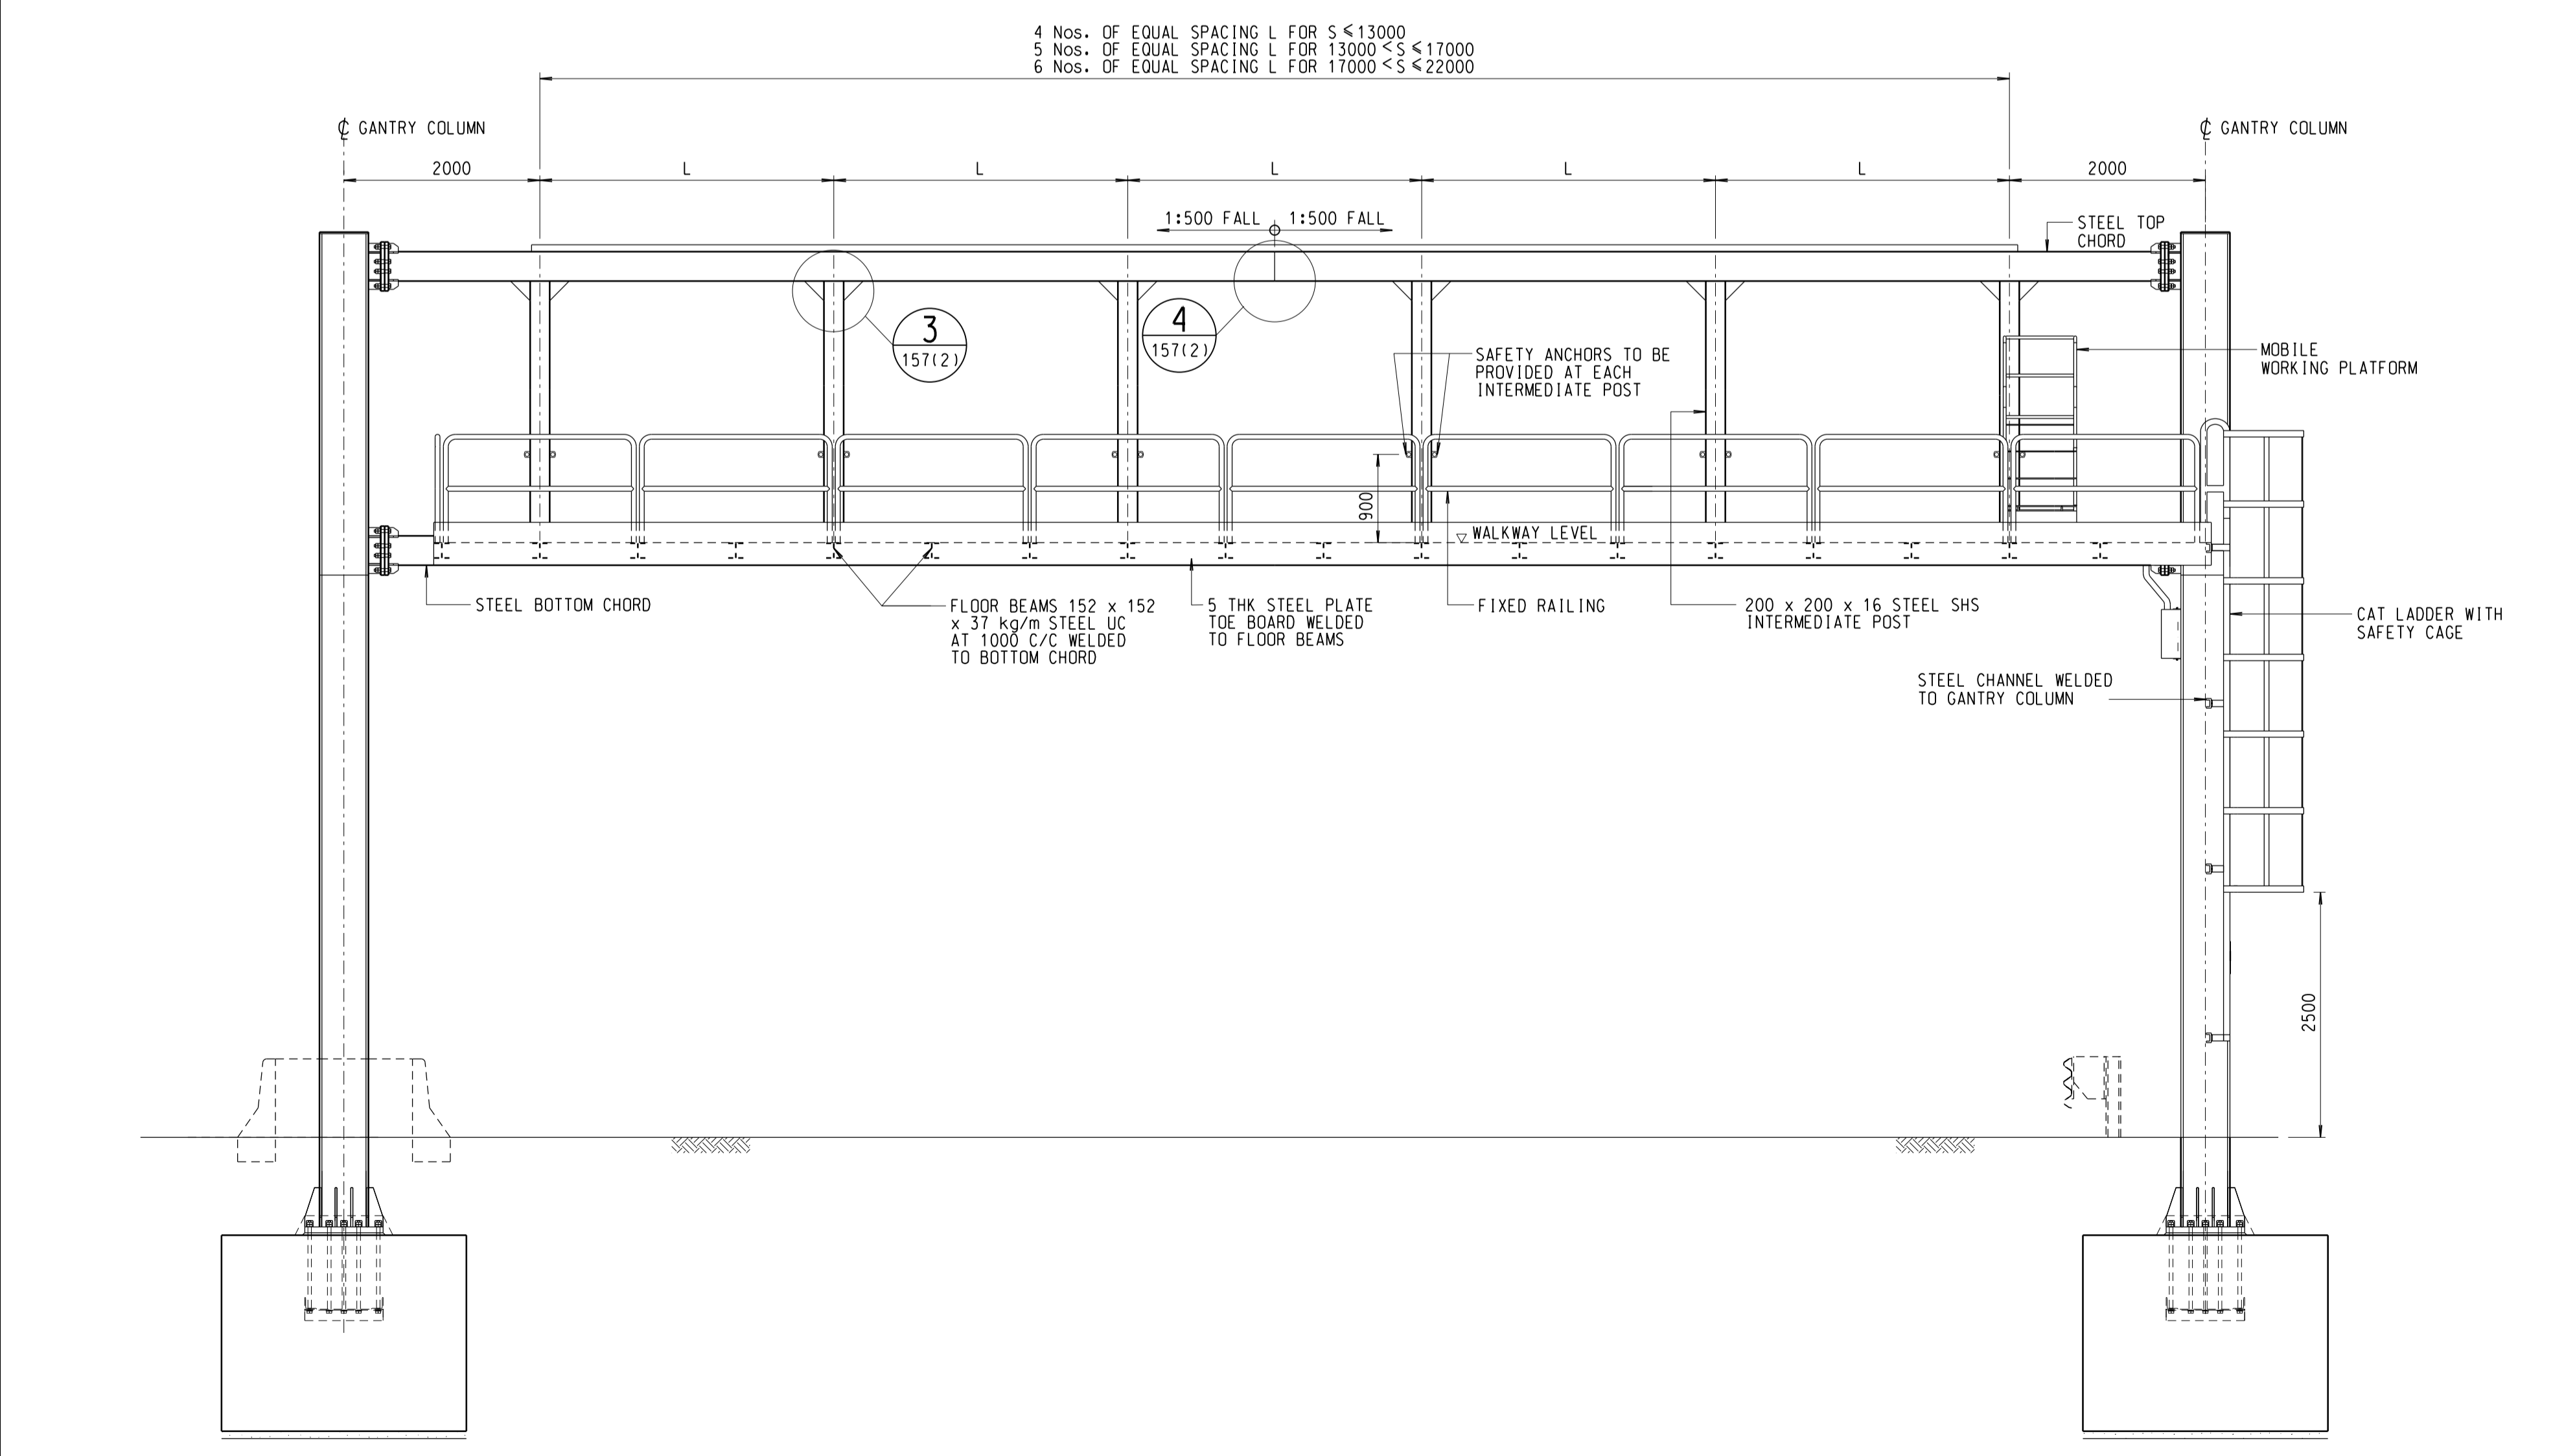 4 Nos. OF EQUAL SPACING L FOR S ≤ 13000
5 Nos. OF EQUAL SPACING L FOR 13000 < S ≤ 17000
6 Nos. OF EQUAL SPACING L FOR 17000 < S ≤ 22000
℄ GANTRY COLUMN
℄ GANTRY COLUMN
2000
L
L
L
L
L
2000
1:500 FALL
1:500 FALL
STEEL TOP
CHORD
3
157(2)
4
157(2)
SAFETY ANCHORS TO BE
PROVIDED AT EACH
INTERMEDIATE POST
MOBILE
WORKING PLATFORM
900
WALKWAY LEVEL
STEEL BOTTOM CHORD
FLOOR BEAMS 152 x 152
x 37 kg/m STEEL UC
AT 1000 C/C WELDED
TO BOTTOM CHORD
5 THK STEEL PLATE
TOE BOARD WELDED
TO FLOOR BEAMS
FIXED RAILING
200 x 200 x 16 STEEL SHS
INTERMEDIATE POST
CAT LADDER WITH
SAFETY CAGE
STEEL CHANNEL WELDED
TO GANTRY COLUMN
2500